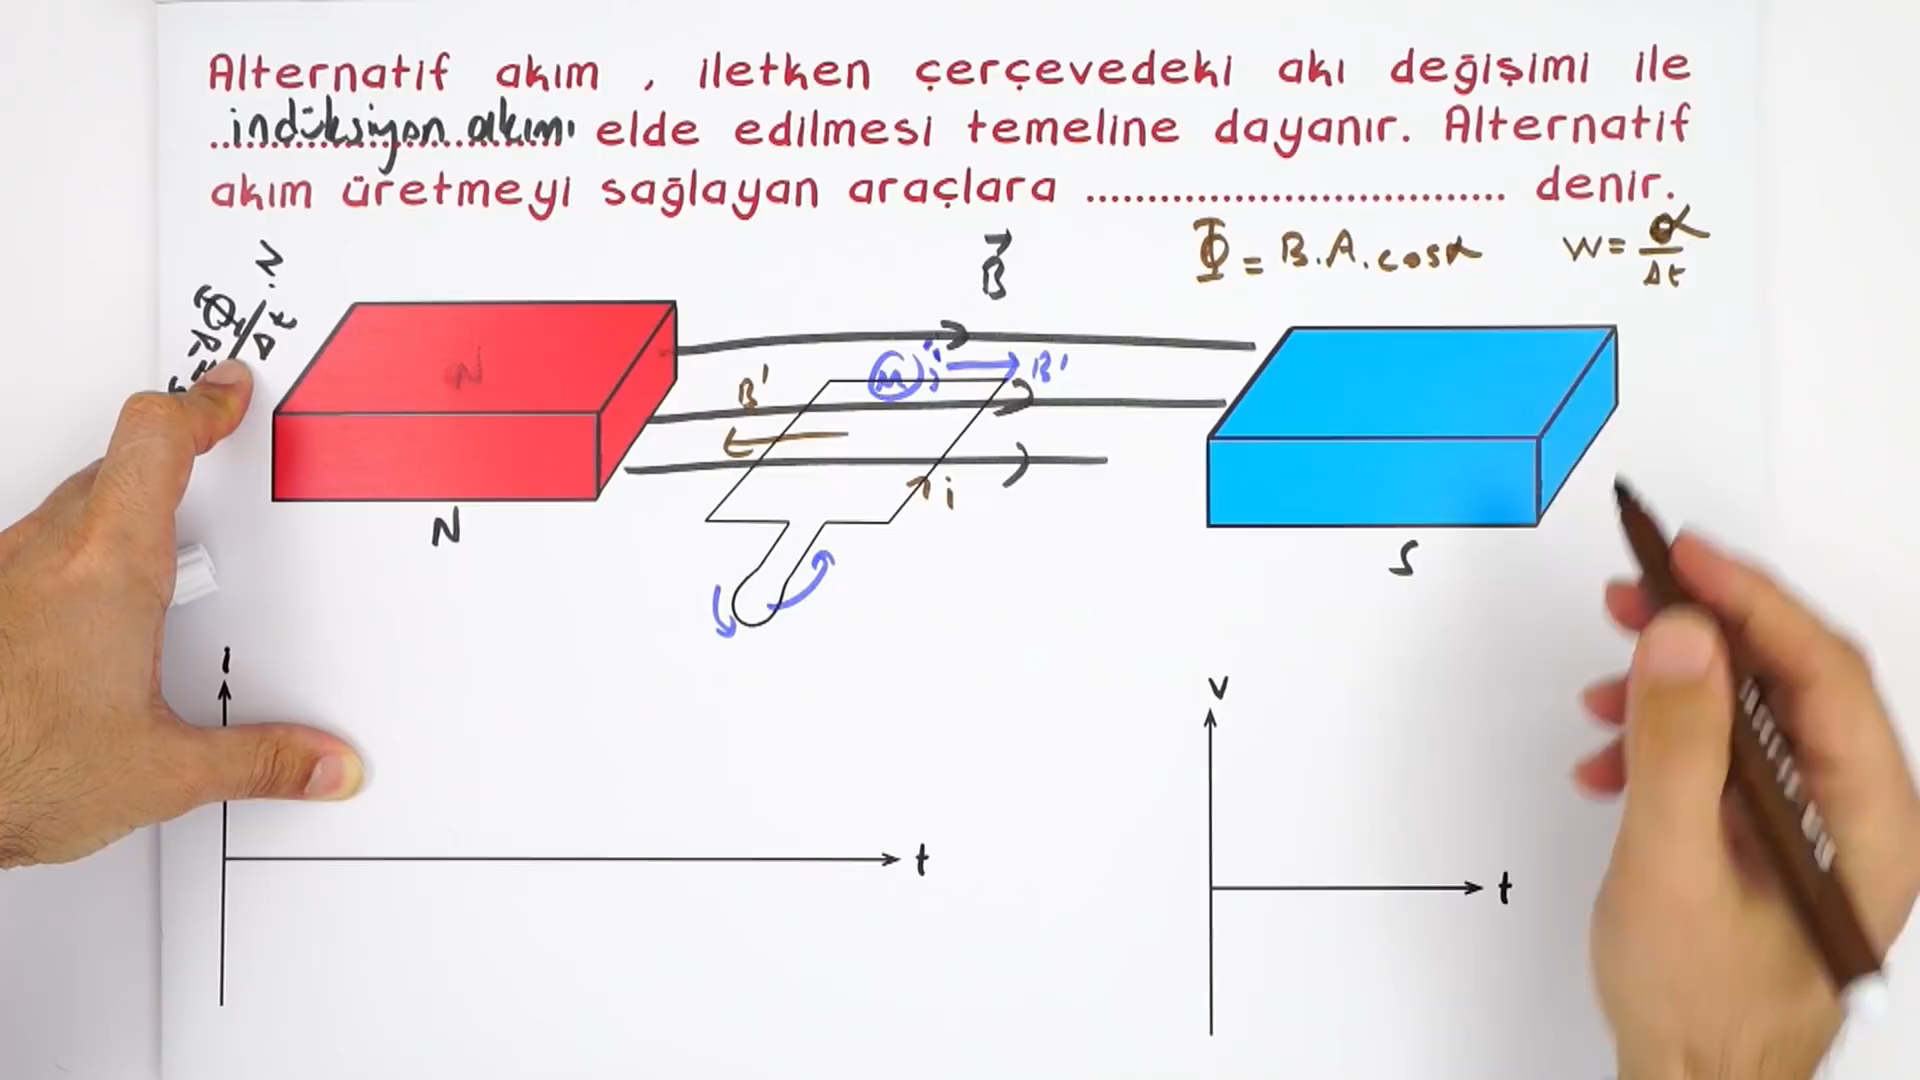 Alternatif akım , iletken çerçevedeki akı değişimi ile
indüksiyon akımı elde edilmesi temeline dayanır. Alternatif
akım üretmeyi sağlayan araçlara ................................. denir.
Φ = B.A.cosα
w = α/Δt
B
N
B'
i
B'
N
i
S
i
t
v
t